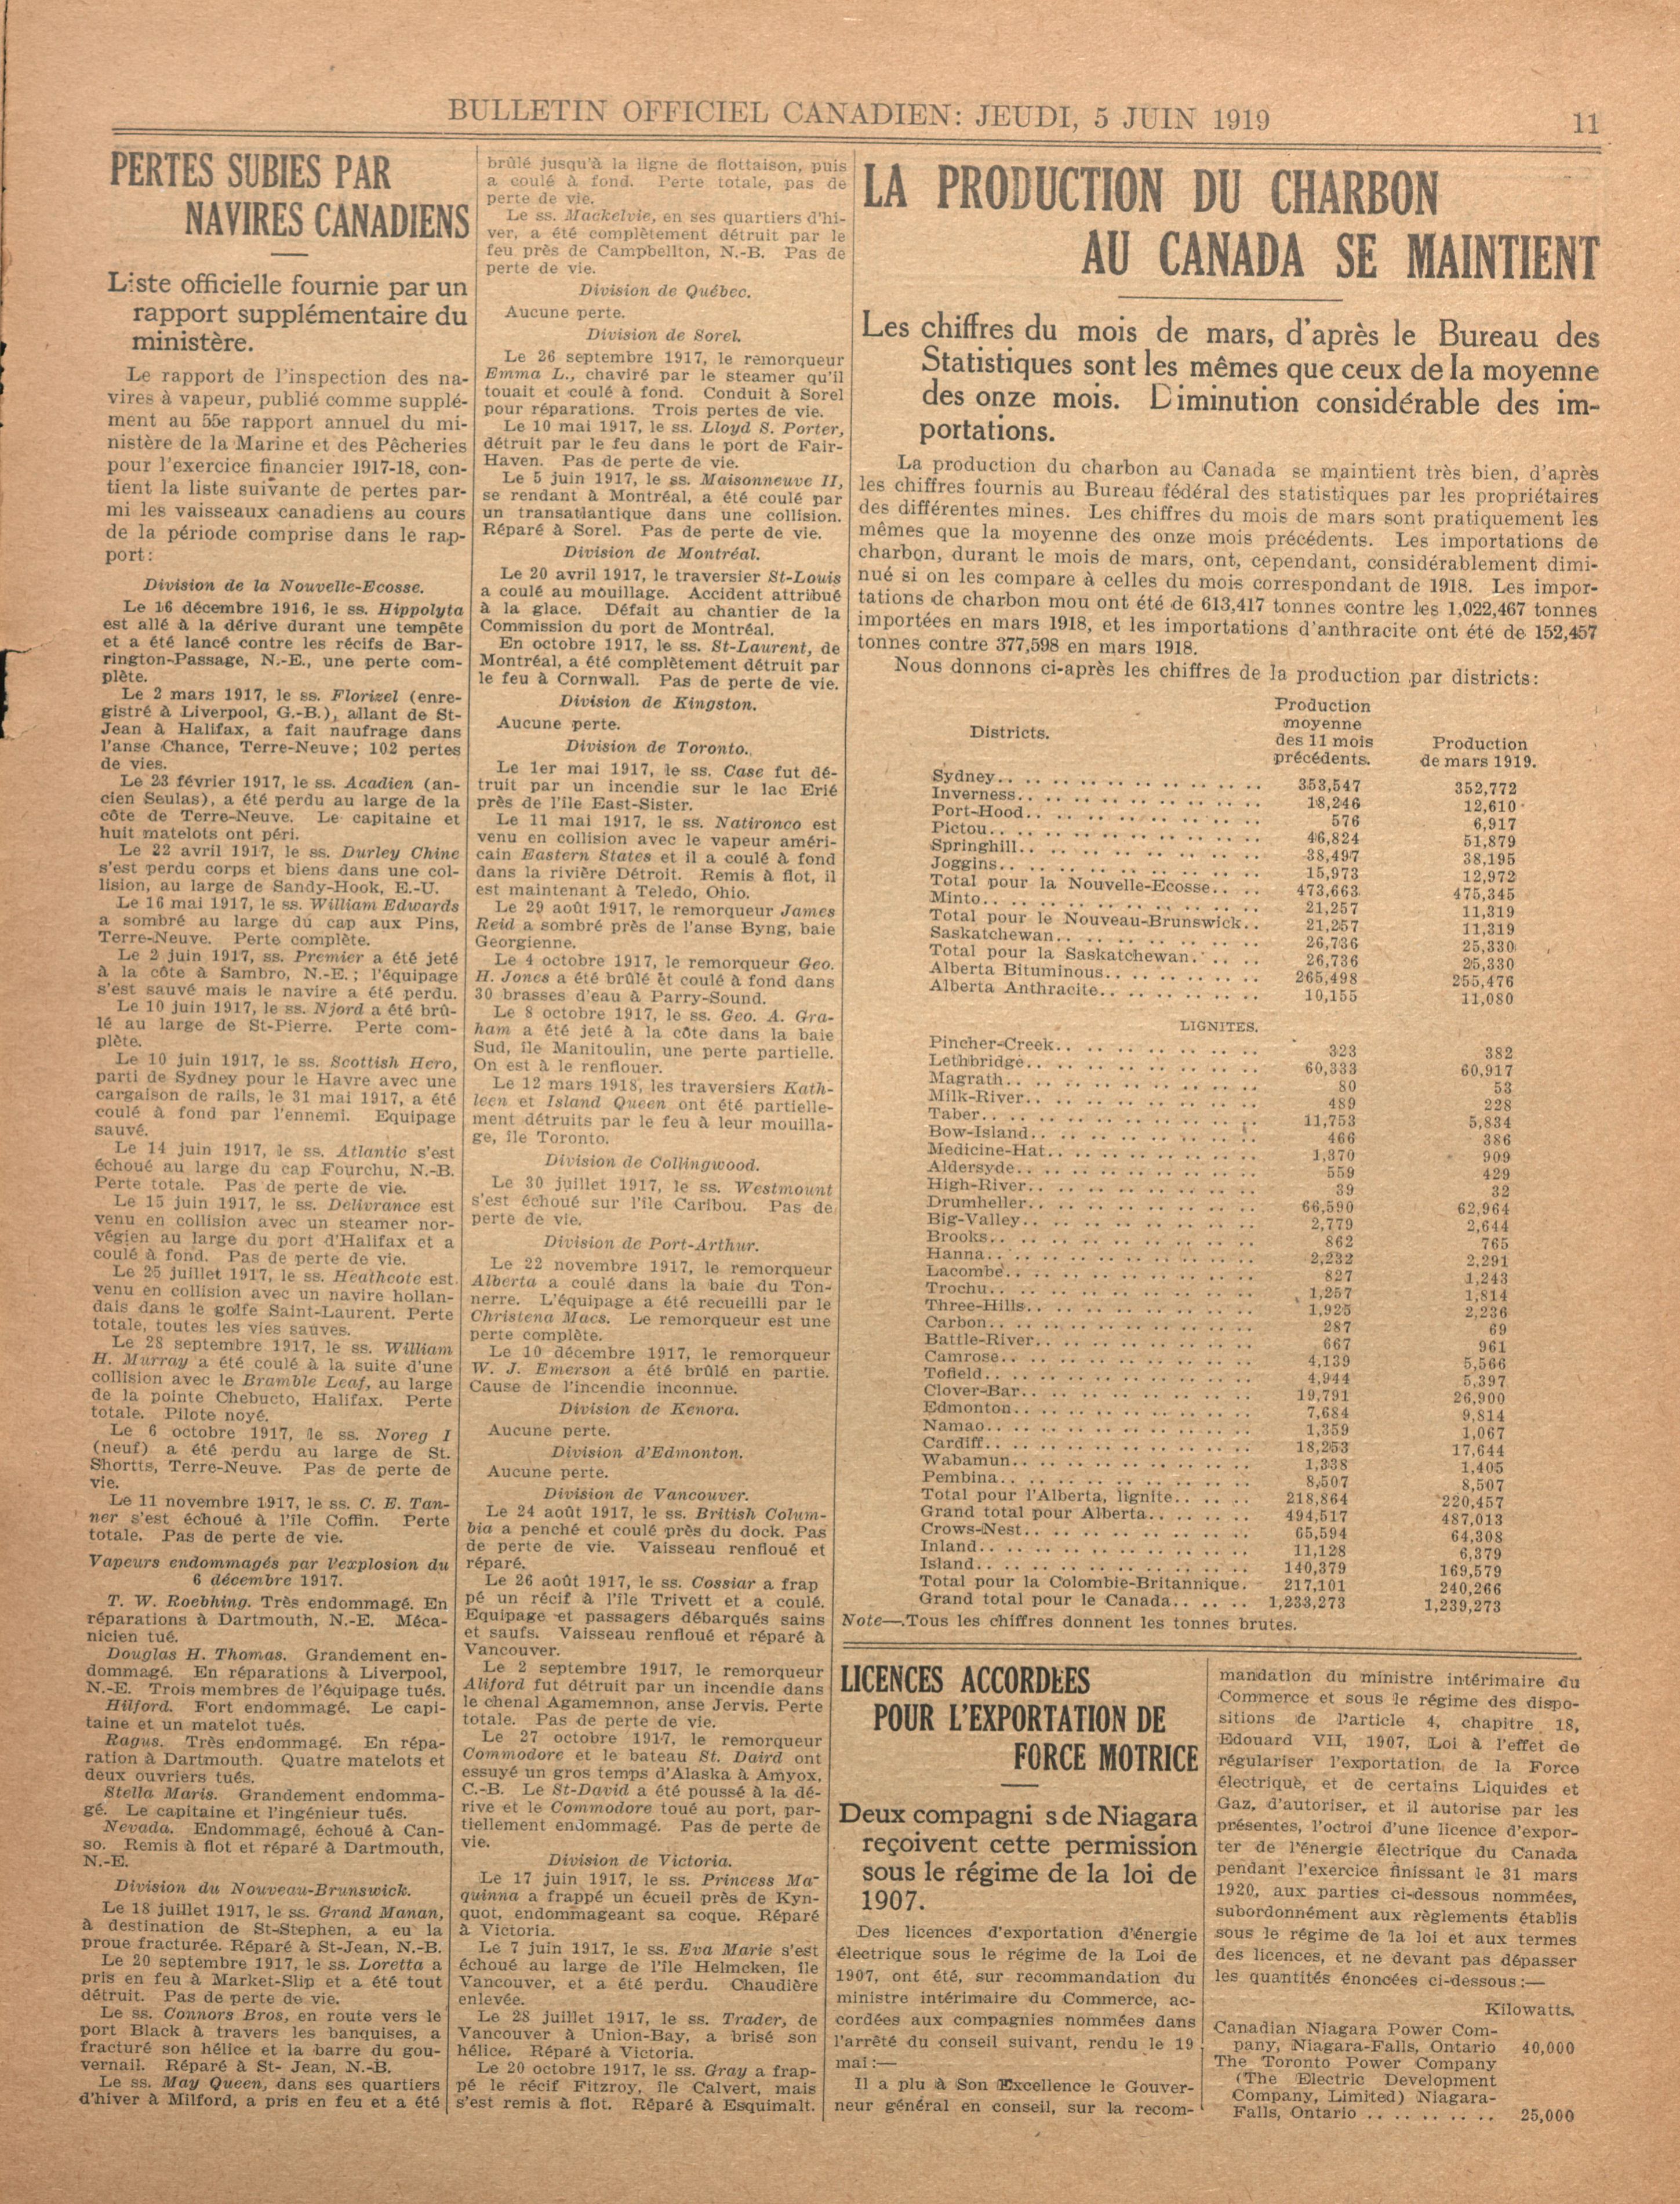 BULLETIN OFFICIEL CANADIEN: JEUDI, 5 JUIN 1919
11
PERTES SUBIES PAR
NAVIRES CANADIENS
Liste officielle fournie par un
rapport supplémentaire du
ministère.
Le rapport de l'inspection des na-
vires à vapeur, publié comme supplé-
ment au 55e rapport annuel du mi-
nistère de la Marine et des Pêcheries
pour l'exercice financier 1917-18, con-
tient la liste suivante de pertes par-
mi les vaisseaux canadiens au cours
de la période comprise dans le rap-
port:
Division de la Nouvelle-Ecosse.
Le 16 décembre 1916, le ss. Hippolyta
est allé à la dérive durant une tempête
et a été lancé contre les récifs de Bar-
rington-Passage, N.-E., une perte com-
plète.
Le 2 mars 1917, le ss. Florizel (enre-
gistré à Liverpool, G.-B.), allant de St-
Jean à Halifax, a fait naufrage dans
l'anse Chance, Terre-Neuve; 102 pertes
de vies.
Le 23 février 1917, le ss. Acadien (an-
cien Seulas), a été perdu au large de la
côte de Terre-Neuve. Le capitaine et
huit matelots ont péri.
Le 22 avril 1917, le ss. Durley Chine
s'est perdu corps et biens dans une col-
lision, au large de Sandy-Hook, E.-U.
Le 16 mai 1917, le ss. William Edwards
a sombré au large du cap aux Pins,
Terre-Neuve. Perte complète.
Le 2 juin 1917, ss. Premier a été jeté
à la côte à Sambro, N.-E.; l'équipage
s'est sauvé mais le navire a été perdu.
Le 10 juin 1917, le ss. Njord a été brû-
lé au large de St-Pierre. Perte com-
plète.
Le 10 juin 1917, le ss. Scottish Hero,
parti de Sydney pour le Havre avec une
cargaison de rails, le 31 mai 1917, a été
coulé à fond par l'ennemi. Equipage
sauvé.
Le 14 juin 1917, le ss. Atlantic s'est
échoué au large du cap Fourchu, N.-B.
Perte totale. Pas de perte de vie.
Le 15 juin 1917, le ss. Delivrance est
venu en collision avec un steamer nor-
végien au large du port d'Halifax et a
coulé à fond. Pas de perte de vie.
Le 25 juillet 1917, le ss. Heathcote est
venu en collision avec un navire hollan-
dais dans le golfe Saint-Laurent. Perte
totale, toutes les vies sauves.
Le 28 septembre 1917, le ss. William
H. Murray a été coulé à la suite d'une
collision avec le Bramble Leaf, au large
de la pointe Chebucto, Halifax. Perte
totale. Pilote noyé.
Le 6 octobre 1917, le ss. Noreg I
(neuf) a été perdu au large de St.
Shortts, Terre-Neuve. Pas de perte de
vie.
Le 11 novembre 1917, le ss. C. E. Tan-
ner s'est échoué à l'île Coffin. Perte
totale. Pas de perte de vie.
Vapeurs endommagés par l'explosion du
6 décembre 1917.
T. W. Roebhing. Très endommagé. En
réparations à Dartmouth, N.-E. Méca-
nicien tué.
Douglas H. Thomas. Grandement en-
dommagé. En réparations à Liverpool,
N.-E. Trois membres de l'équipage tués.
Hilford. Fort endommagé. Le capi-
taine et un matelot tués.
Ragus. Très endommagé. En répa-
ration à Dartmouth. Quatre matelots et
deux ouvriers tués.
Stella Maris. Grandement endomma-
gé. Le capitaine et l'ingénieur tués.
Nevada. Endommagé, échoué à Can-
so. Remis à flot et réparé à Dartmouth,
N.-E.
Division du Nouveau-Brunswick.
Le 18 juillet 1917, le ss. Grand Manan,
à destination de St-Stephen, a eu la
proue fracturée. Réparé à St-Jean, N.-B.
Le 20 septembre 1917, le ss. Loretta a
pris en feu à Market-Slip et a été tout
détruit. Pas de perte de vie.
Le ss. Connors Bros, en route vers le
port Black à travers les banquises, a
fracturé son hélice et la barre du gou-
vernail. Réparé à St- Jean, N.-B.
Le ss. May Queen, dans ses quartiers
d'hiver à Milford, a pris en feu et a été
brûlé jusqu'à la ligne de flottaison, puis
a coulé à fond. Perte totale, pas de
perte de vie.
Le ss. Mackelvie, en ses quartiers d'hi-
ver, a été complètement détruit par le
feu près de Campbellton, N.-B. Pas de
perte de vie.
Division de Québec.
Aucune perte.
Division de Sorel.
Le 26 septembre 1917, le remorqueur
Emma L., chaviré par le steamer qu'il
touait et coulé à fond. Conduit à Sorel
pour réparations. Trois pertes de vie.
Le 10 mai 1917, le ss. Lloyd S. Porter,
détruit par le feu dans le port de Fair-
Haven. Pas de perte de vie.
Le 5 juin 1917, le ss. Maisonneuve II,
se rendant à Montréal, a été coulé par
un transatlantique dans une collision.
Réparé à Sorel. Pas de perte de vie.
Division de Montréal.
Le 20 avril 1917, le traversier St-Louis
a coulé au mouillage. Accident attribué
à la glace. Défait au chantier de la
Commission du port de Montréal.
En octobre 1917, le ss. St-Laurent, de
Montréal, a été complètement détruit par
le feu à Cornwall. Pas de perte de vie.
Division de Kingston.
Aucune perte.
Division de Toronto.
Le 1er mai 1917, le ss. Case fut dé-
truit par un incendie sur le lac Erié
près de l'île East-Sister.
Le 11 mai 1917, le ss. Natironco est
venu en collision avec le vapeur améri-
cain Eastern States et il a coulé à fond
dans la rivière Détroit. Remis à flot, il
est maintenant à Teledo, Ohio.
Le 29 août 1917, le remorqueur James
Reid a sombré près de l'anse Byng, baie
Georgienne.
Le 4 octobre 1917, le remorqueur Geo.
H. Jones a été brûlé et coulé à fond dans
30 brasses d'eau à Parry-Sound.
Le 8 octobre 1917, le ss. Geo. A. Gra-
ham a été jeté à la côte dans la baie
Sud, île Manitoulin, une perte partielle.
On est à le renflouer.
Le 12 mars 1918, les traversiers Kath-
leen et Island Queen ont été partielle-
ment détruits par le feu à leur mouilla-
ge, île Toronto.
Division de Collingwood.
Le 30 juillet 1917, le ss. Westmount
s'est échoué sur l'île Caribou. Pas de
perte de vie.
Division de Port-Arthur.
Le 22 novembre 1917, le remorqueur
Alberta a coulé dans la baie du Ton-
nerre. L'équipage a été recueilli par le
Christena Macs. Le remorqueur est une
perte complète.
Le 10 décembre 1917, le remorqueur
W. J. Emerson a été brûlé en partie.
Cause de l'incendie inconnue.
Division de Kenora.
Aucune perte.
Division d'Edmonton.
Aucune perte.
Division de Vancouver.
Le 24 août 1917, le ss. British Colum-
bia a penché et coulé près du dock. Pas
de perte de vie. Vaisseau renfloué et
réparé.
Le 26 août 1917, le ss. Cossiar a frap
pé un récif à l'île Trivett et a coulé.
Equipage et passagers débarqués sains
et saufs. Vaisseau renfloué et réparé à
Vancouver.
Le 2 septembre 1917, le remorqueur
Aliford fut détruit par un incendie dans
le chenal Agamemnon, anse Jervis. Perte
totale. Pas de perte de vie.
Le 27 octobre 1917, le remorqueur
Commodore et le bateau St. Daird ont
essuyé un gros temps d'Alaska à Amyox,
C.-B. Le St-David a été poussé à la dé-
rive et le Commodore toué au port, par-
tiellement endommagé. Pas de perte de
vie.
Division de Victoria.
Le 17 juin 1917, le ss. Princess Ma-
quinna a frappé un écueil près de Kyn-
quot, endommageant sa coque. Réparé
à Victoria.
Le 7 juin 1917, le ss. Eva Marie s'est
échoué au large de l'île Helmcken, île
Vancouver, et a été perdu. Chaudière
enlevée.
Le 28 juillet 1917, le ss. Trader, de
Vancouver à Union-Bay, a brisé son
hélice. Réparé à Victoria.
Le 20 octobre 1917, le ss. Gray a frap-
pé le récif Fitzroy, île Calvert, mais
s'est remis à flot. Réparé à Esquimalt.
LA PRODUCTION DU CHARBON
AU CANADA SE MAINTIENT
Les chiffres du mois de mars, d'après le Bureau des
Statistiques sont les mêmes que ceux de la moyenne
des onze mois. Diminution considérable des im-
portations.
La production du charbon au Canada se maintient très bien, d'après
les chiffres fournis au Bureau fédéral des statistiques par les propriétaires
des différentes mines. Les chiffres du mois de mars sont pratiquement les
mêmes que la moyenne des onze mois précédents. Les importations de
charbon, durant le mois de mars, ont, cependant, considérablement dimi-
nué si on les compare à celles du mois correspondant de 1918. Les impor-
tations de charbon mou ont été de 613,417 tonnes contre les 1,022,467 tonnes
importées en mars 1918, et les importations d'anthracite ont été de 152,457
tonnes contre 377,598 en mars 1918.
Nous donnons ci-après les chiffres de la production par districts:
Districts. Production moyenne des 11 mois précédents. Production de mars 1919.
Sydney.. 353,547 352,772
Inverness.. 18,246 12,610
Port-Hood.. 576 6,917
Pictou.. 46,824 51,879
Springhill.. 38,497 38,195
Joggins.. 15,973 12,972
Total pour la Nouvelle-Ecosse.. 473,663 475,345
Minto.. 21,257 11,319
Total pour le Nouveau-Brunswick.. 21,257 11,319
Saskatchewan.. 26,736 25,330
Total pour la Saskatchewan.. 26,736 25,330
Alberta Bituminous.. 265,498 255,476
Alberta Anthracite.. 10,155 11,080
LIGNITES.
Pincher-Creek.. 323 382
Lethbridge.. 60,333 60,917
Magrath.. 80 53
Milk-River.. 489 228
Taber.. 11,753 5,834
Bow-Island.. 466 386
Medicine-Hat.. 1,370 909
Aldersyde.. 559 429
High-River.. 39 32
Drumheller.. 66,590 62,964
Big-Valley.. 2,779 2,644
Brooks.. 862 765
Hanna.. 2,232 2,291
Lacombe.. 827 1,243
Trochu.. 1,257 1,814
Three-Hills.. 1,925 2,236
Carbon.. 287 69
Battle-River.. 667 961
Camrose.. 4,139 5,566
Tofield.. 4,944 5,397
Clover-Bar.. 19,791 26,900
Edmonton.. 7,684 9,814
Namao.. 1,359 1,067
Cardiff.. 18,253 17,644
Wabamun.. 1,338 1,405
Pembina.. 8,507 8,507
Total pour l'Alberta, lignite.. 218,864 220,457
Grand total pour Alberta.. 494,517 487,013
Crows-Nest.. 65,594 64,308
Inland.. 11,128 6,379
Island.. 140,379 169,579
Total pour la Colombie-Britannique. 217,101 240,266
Grand total pour le Canada.. 1,233,273 1,239,273
Note—.Tous les chiffres donnent les tonnes brutes.
LICENCES ACCORDEES
POUR L'EXPORTATION DE
FORCE MOTRICE
Deux compagni s de Niagara
reçoivent cette permission
sous le régime de la loi de
1907.
Des licences d'exportation d'énergie
électrique sous le régime de la Loi de
1907, ont été, sur recommandation du
ministre intérimaire du Commerce, ac-
cordées aux compagnies nommées dans
l'arrêté du conseil suivant, rendu le 19
mai:—
Il a plu à Son Excellence le Gouver-
neur général en conseil, sur la recom-
mandation du ministre intérimaire du
Commerce et sous le régime des dispo-
sitions de l'article 4, chapitre 18,
Edouard VII, 1907, Loi à l'effet de
régulariser l'exportation de la Force
électrique, et de certains Liquides et
Gaz, d'autoriser, et il autorise par les
présentes, l'octroi d'une licence d'expor-
ter de l'énergie électrique du Canada
pendant l'exercice finissant le 31 mars
1920, aux parties ci-dessous nommées,
subordonnément aux règlements établis
sous le régime de la loi et aux termes
des licences, et ne devant pas dépasser
les quantités énoncées ci-dessous:—
Kilowatts.
Canadian Niagara Power Com-
pany, Niagara-Falls, Ontario 40,000
The Toronto Power Company
(The Electric Development
Company, Limited) Niagara-
Falls, Ontario .. .. .. .. .. 25,000